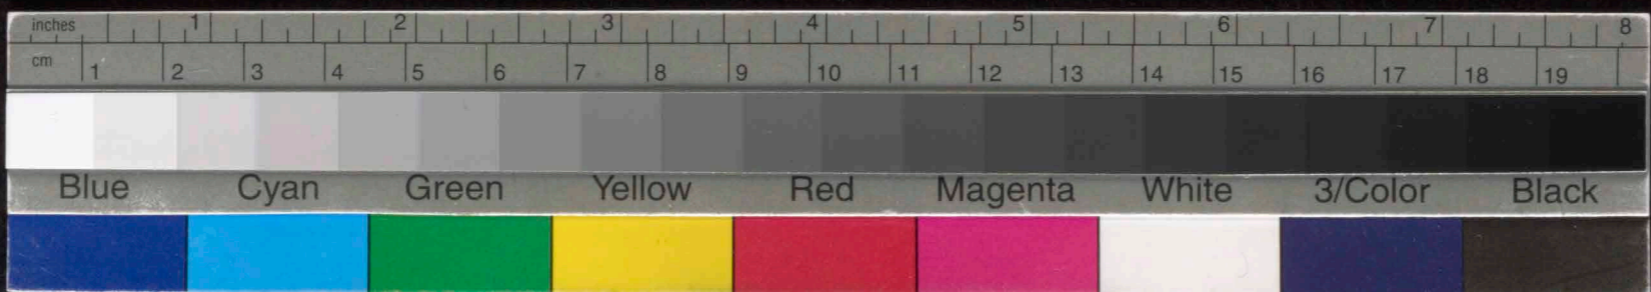 inches 1 2 3 4 5 6 7 8
cm 1 2 3 4 5 6 7 8 9 10 11 12 13 14 15 16 17 18 19
Blue Cyan Green Yellow Red Magenta White 3/Color Black